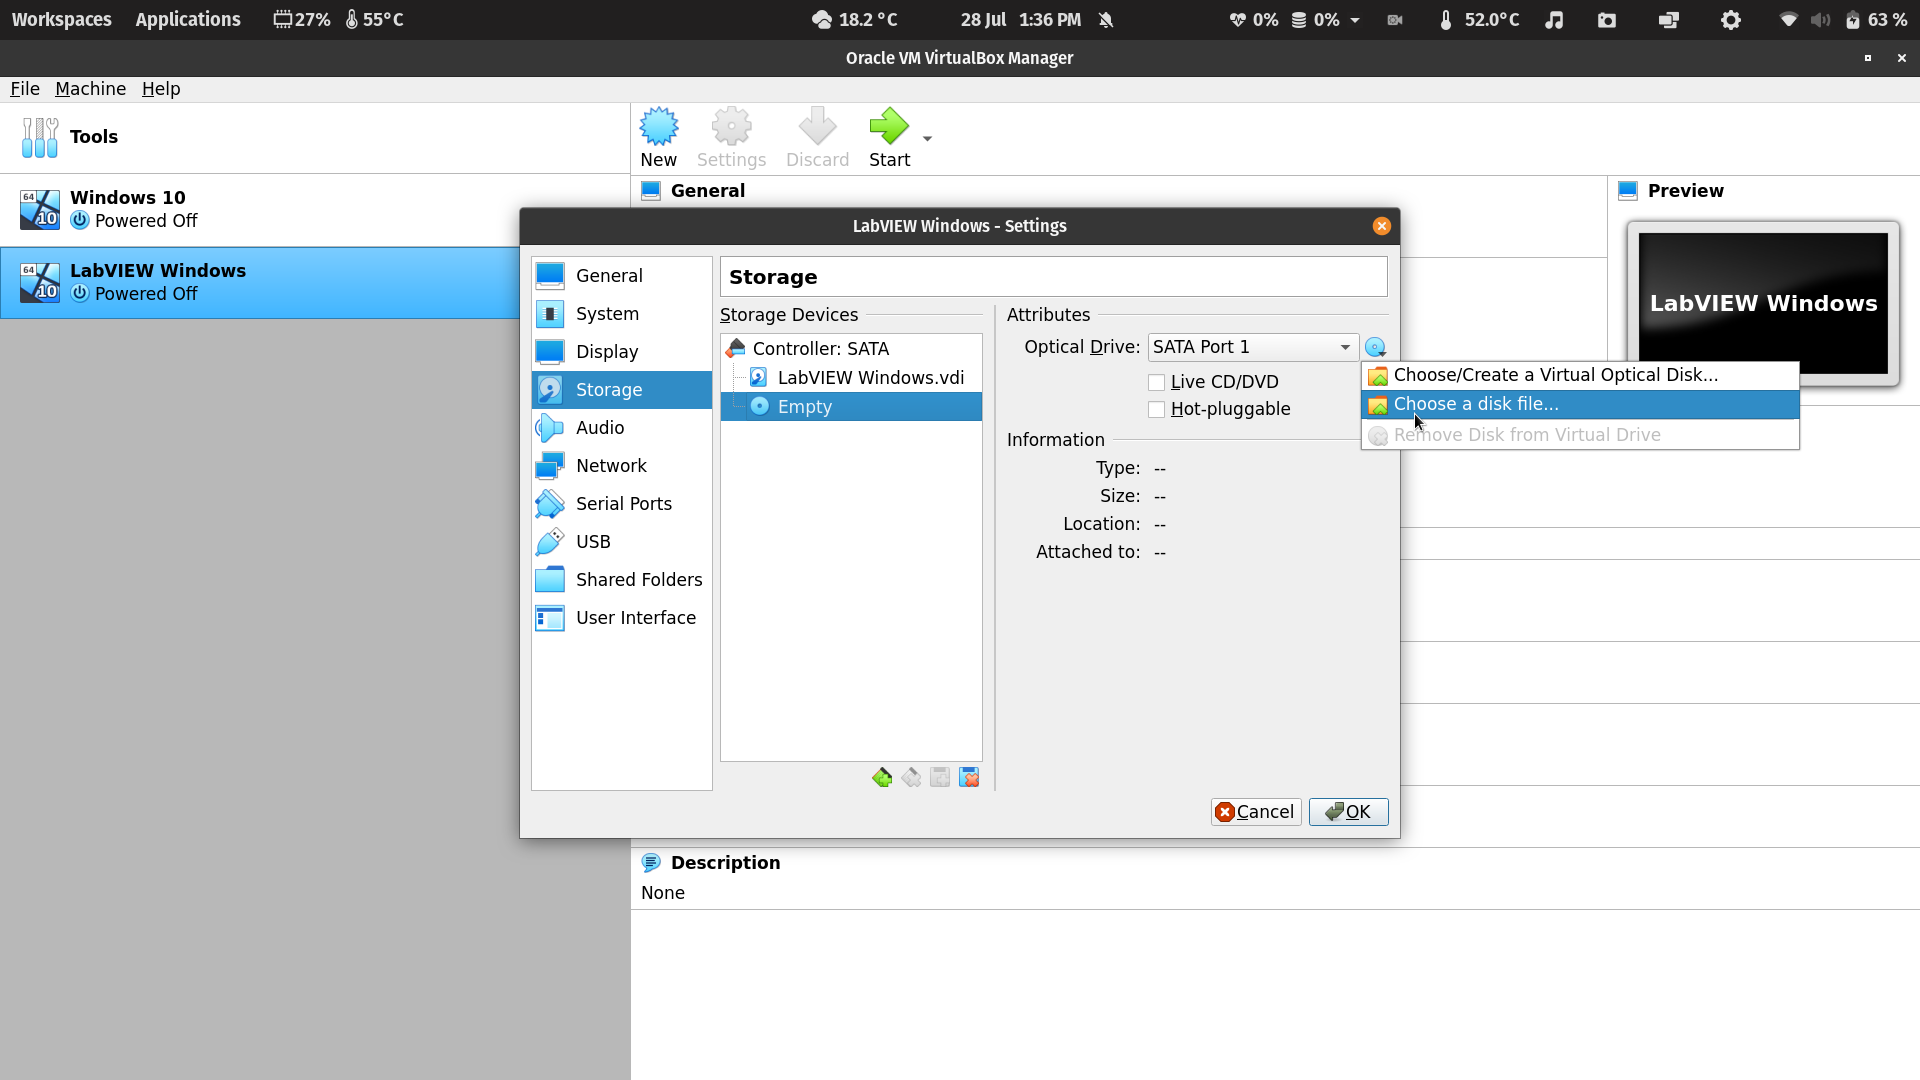 Workspaces Applications 27% 55°C 18.2 °C 28 Jul 1:36 PM 0% 0% 52.0°C 63 %
Oracle VM VirtualBox Manager
File Machine Help
Tools
New Settings Discard Start
Windows 10
64
10
Powered Off
LabVIEW Windows
64
10
Powered Off
General
Preview
LabVIEW Windows
LabVIEW Windows - Settings
General
System
Display
Storage
Audio
Network
Serial Ports
USB
Shared Folders
User Interface
Storage
Storage Devices
Controller: SATA
LabVIEW Windows.vdi
Empty
Attributes
Optical Drive: SATA Port 1
Live CD/DVD
Hot-pluggable
Choose/Create a Virtual Optical Disk...
Choose a disk file...
Remove Disk from Virtual Drive
Information
Type: --
Size: --
Location: --
Attached to: --
Cancel OK
Description
None